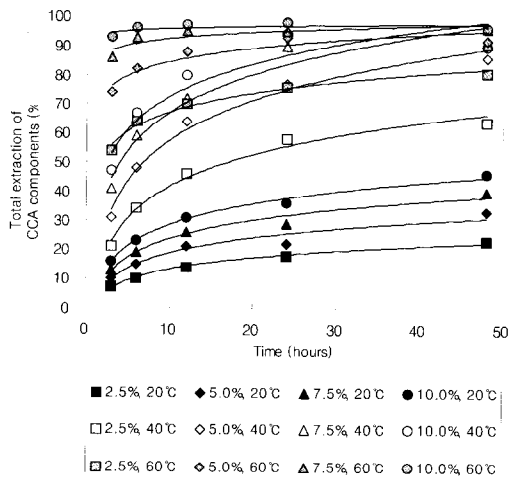 Total extraction of
CCA components (%
100
90
80
70
60
50
40
30
20
10
0
0 10 20 30 40 50
Time (hours)
2.5%, 20℃ 5.0%, 20℃ 7.5%, 20℃ 10.0%, 20℃
2.5%, 40℃ 5.0%, 40℃ 7.5%, 40℃ 10.0%, 40℃
2.5%, 60℃ 5.0%, 60℃ 7.5%, 60℃ 10.0%, 60℃